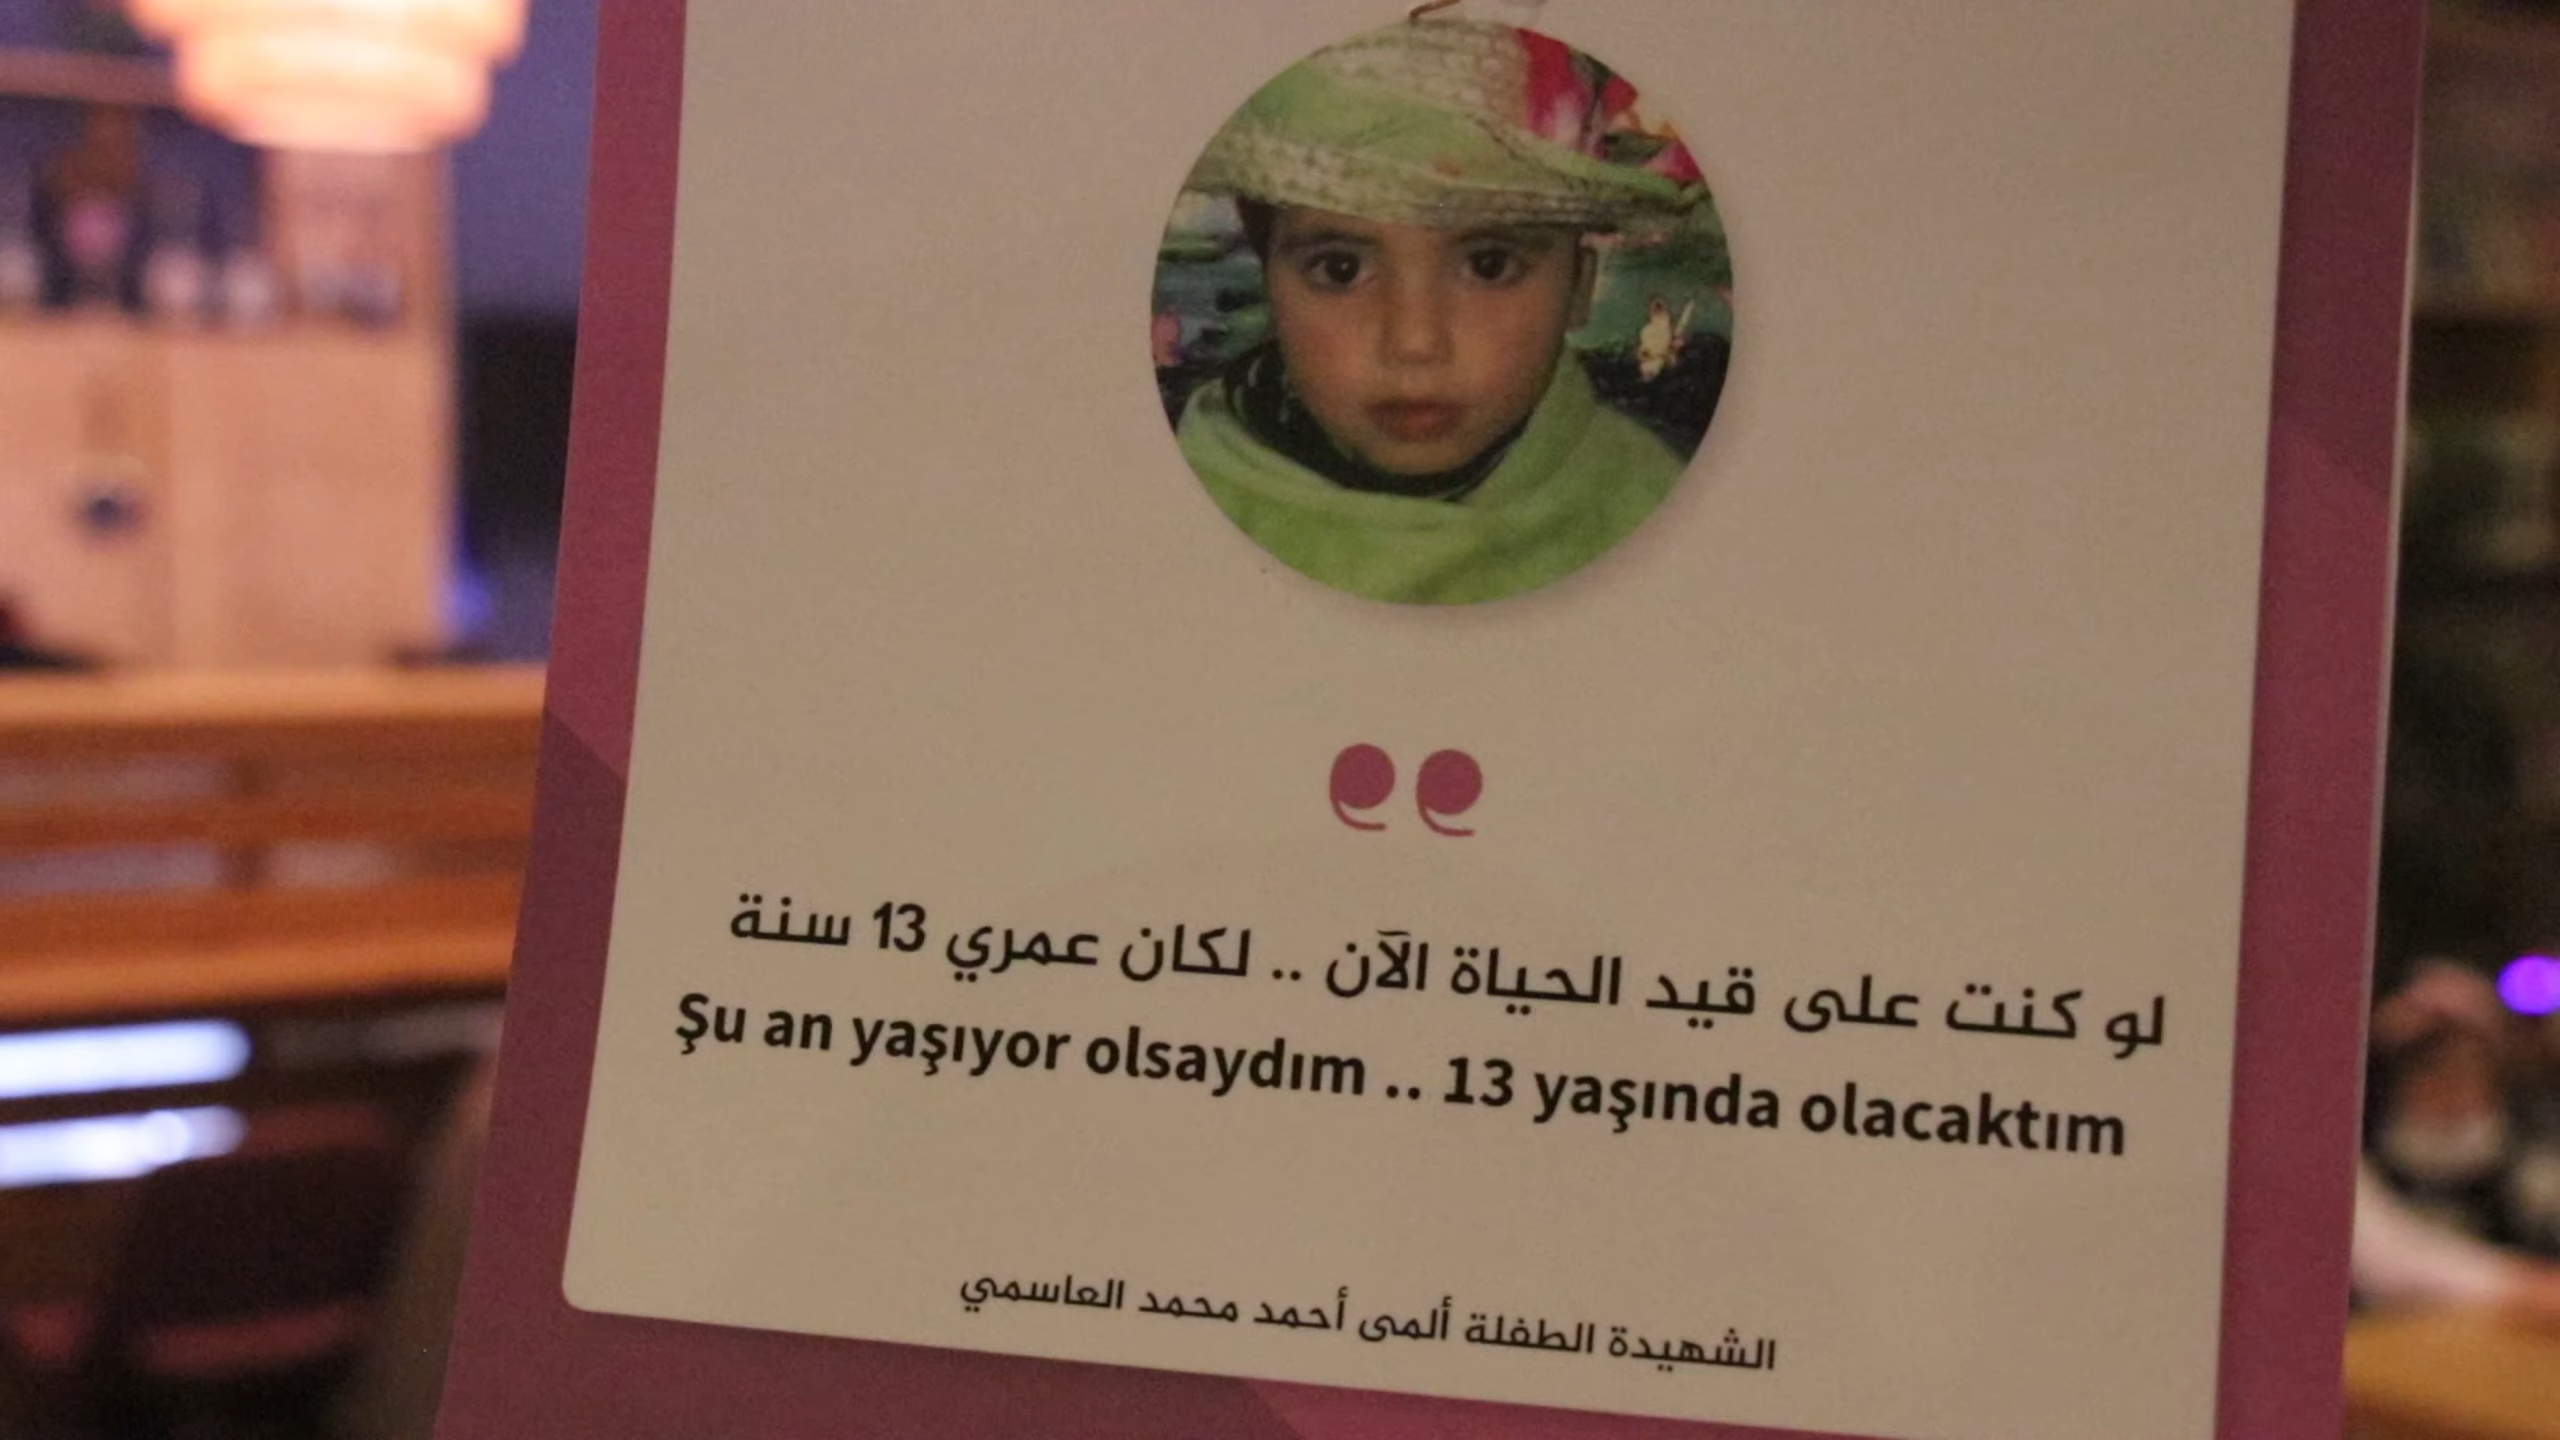 لو كنت على قيد الحياة الآن .. لكان عمري 13 سنة
Şu an yaşıyor olsaydım .. 13 yaşında olacaktım
الشهيدة الطفلة ألمى أحمد محمد العاسمي